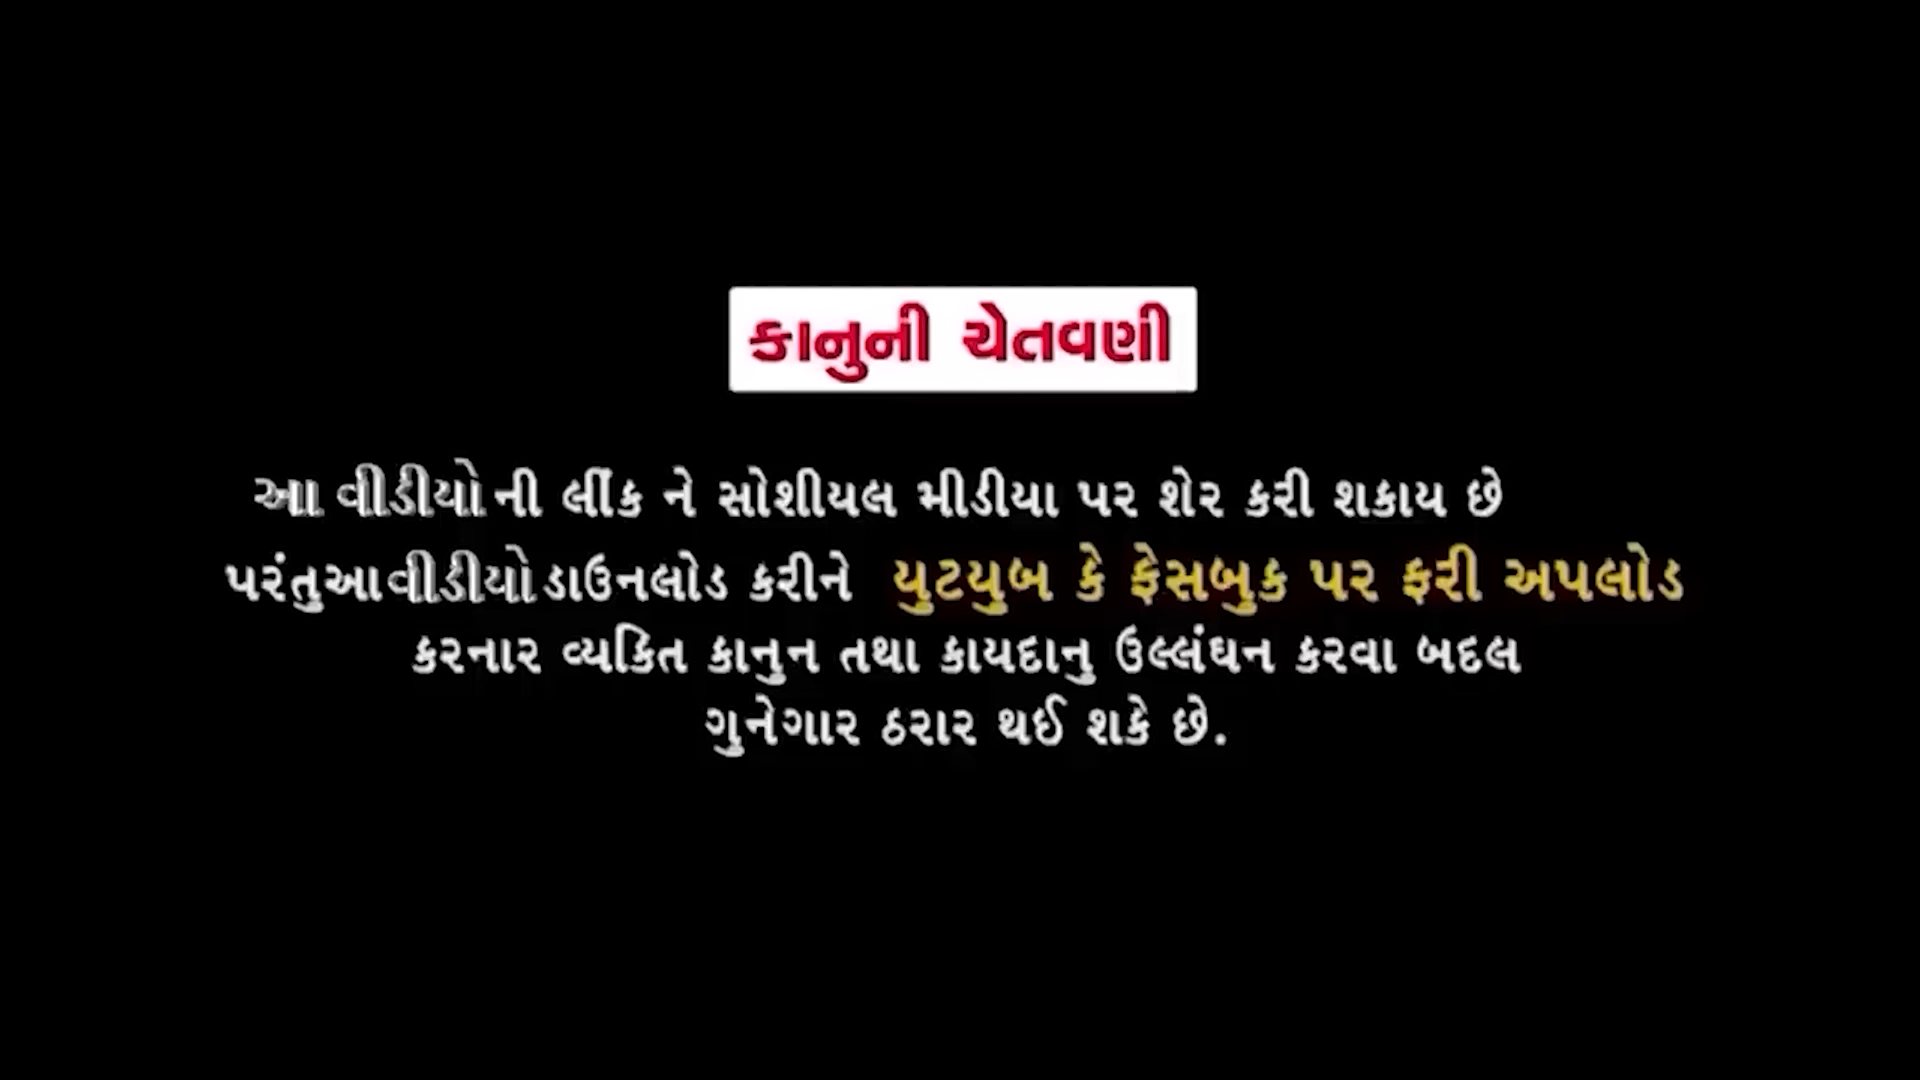 કાનુની ચેતવણી
આ વીડીયો ની લીંક ને સોશીયલ મીડીયા પર શેર કરી શકાય છે
પરંતુ આ વીડીયો ડાઉનલોડ કરીને યુટયુબ કે ફેસબુક પર ફરી અપલોડ
કરનાર વ્યકિત કાનુન તથા કાયદાનુ ઉલ્લંઘન કરવા બદલ
ગુનેગાર ઠરાર થઈ શકે છે.